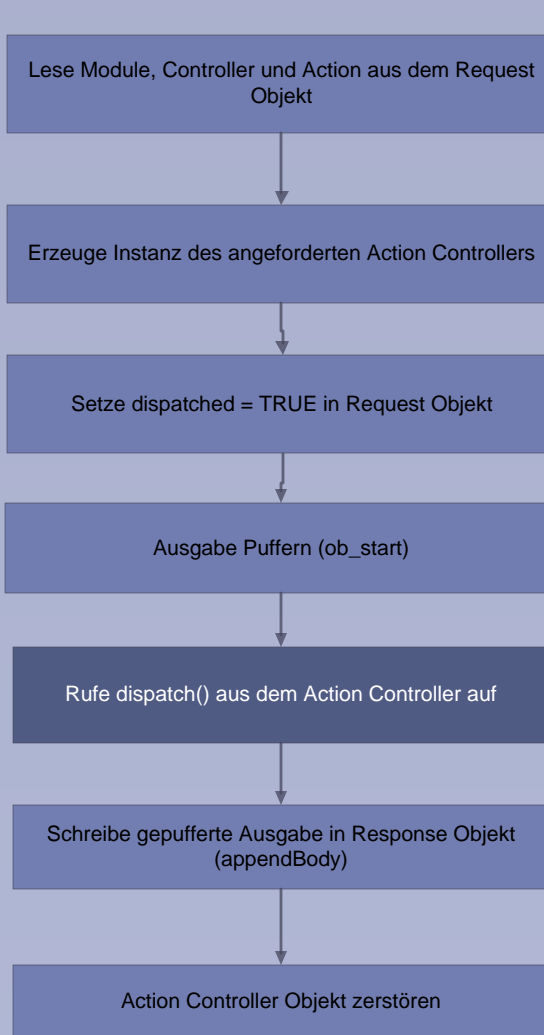 Lese Module, Controller und Action aus dem Request
Objekt
Erzeuge Instanz des angeforderten Action Controllers
Setze dispatched = TRUE in Request Objekt
Ausgabe Puffern (ob_start)
Rufe dispatch() aus dem Action Controller auf
Schreibe gepufferte Ausgabe in Response Objekt
(appendBody)
Action Controller Objekt zerstören